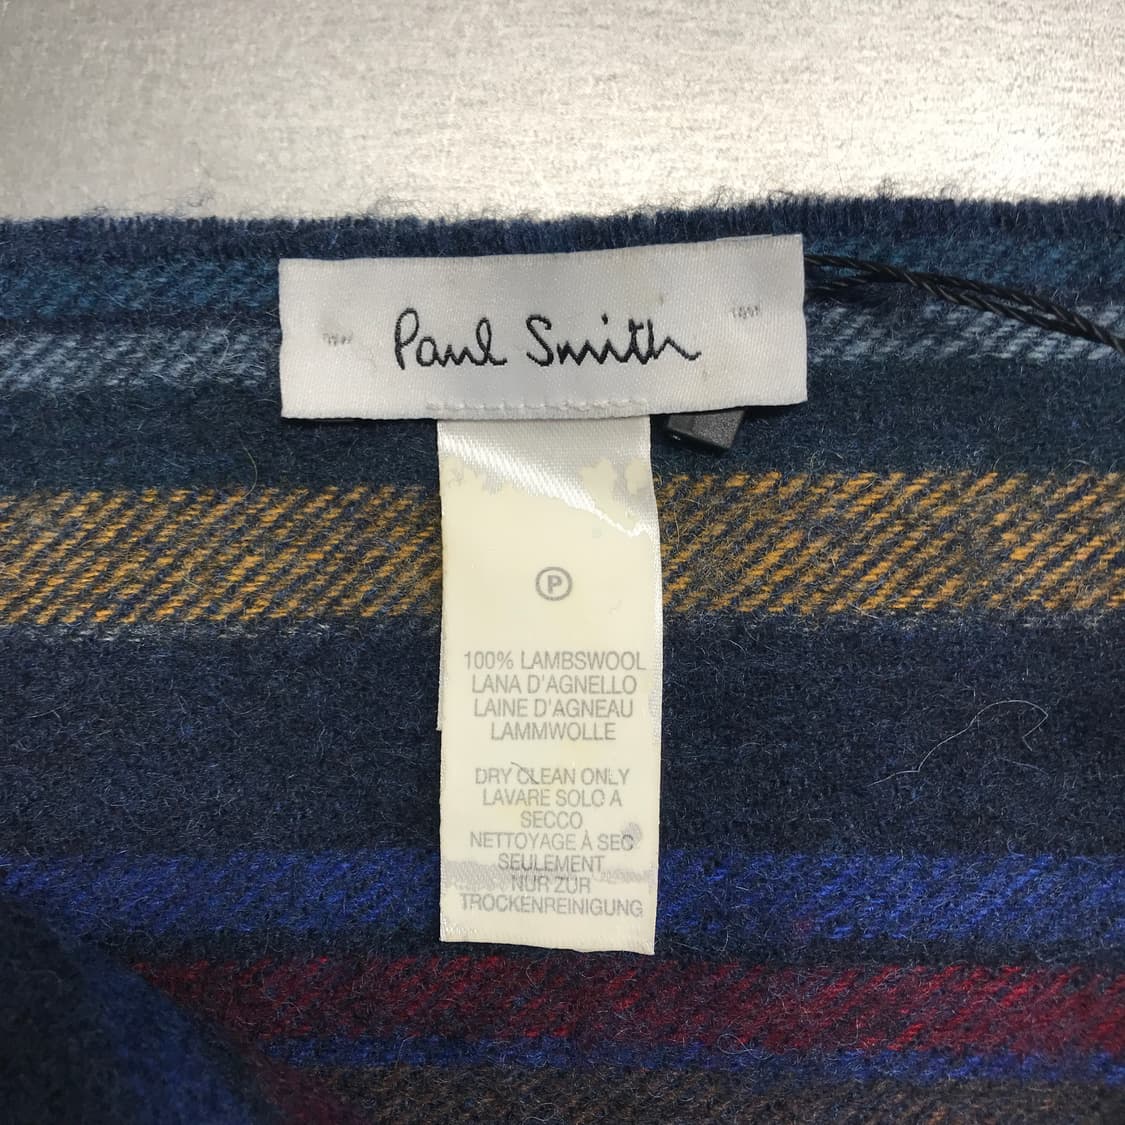 Paul Smith
P
100% LAMBSWOOL
LANA D'AGNELLO
LAINE D'AGNEAU
LAMMWOLLE
DRY CLEAN ONLY
LAVARE SOLO A
SECCO
NETTOYAGE À SEC
SEULEMENT
NUR ZUR
TROCKENREINIGUNG